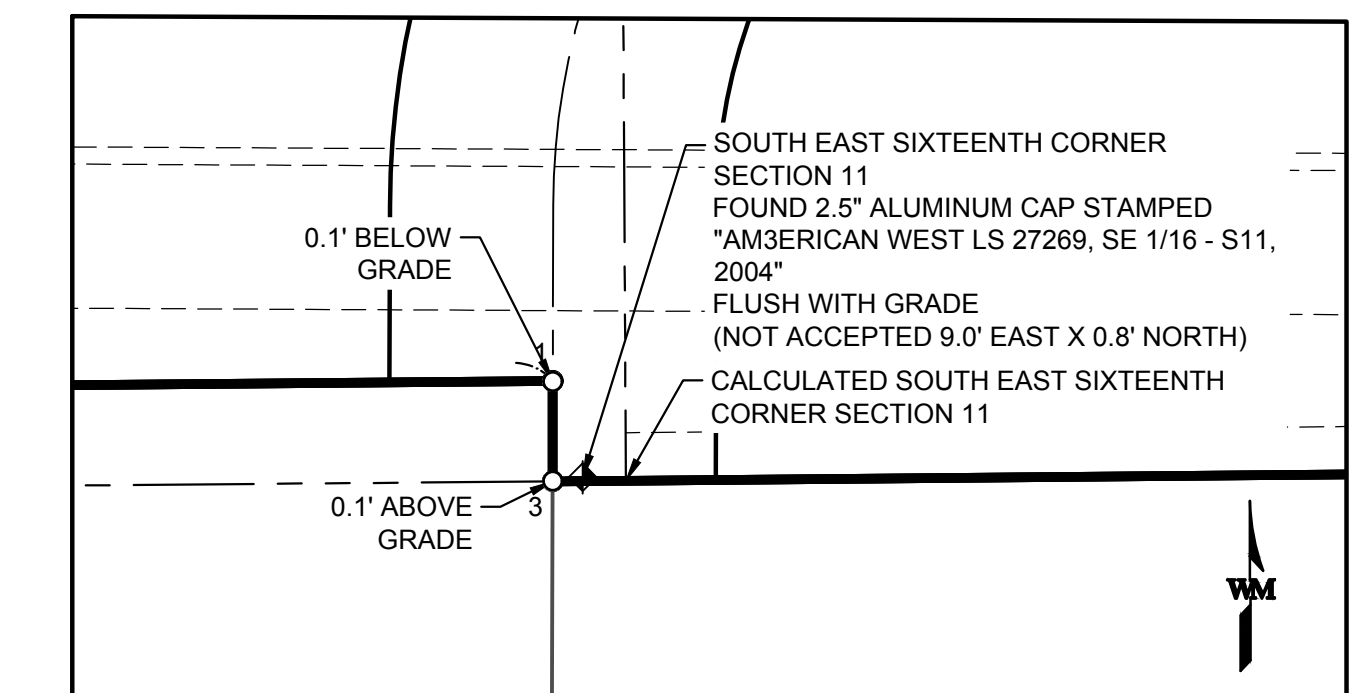 SOUTH EAST SIXTEENTH CORNER
SECTION 11
FOUND 2.5" ALUMINUM CAP STAMPED
"AM3ERICAN WEST LS 27269, SE 1/16 - S11,
2004"
FLUSH WITH GRADE
(NOT ACCEPTED 9.0' EAST X 0.8' NORTH)
0.1' BELOW
GRADE
1
CALCULATED SOUTH EAST SIXTEENTH
CORNER SECTION 11
0.1' ABOVE
GRADE
3
WM